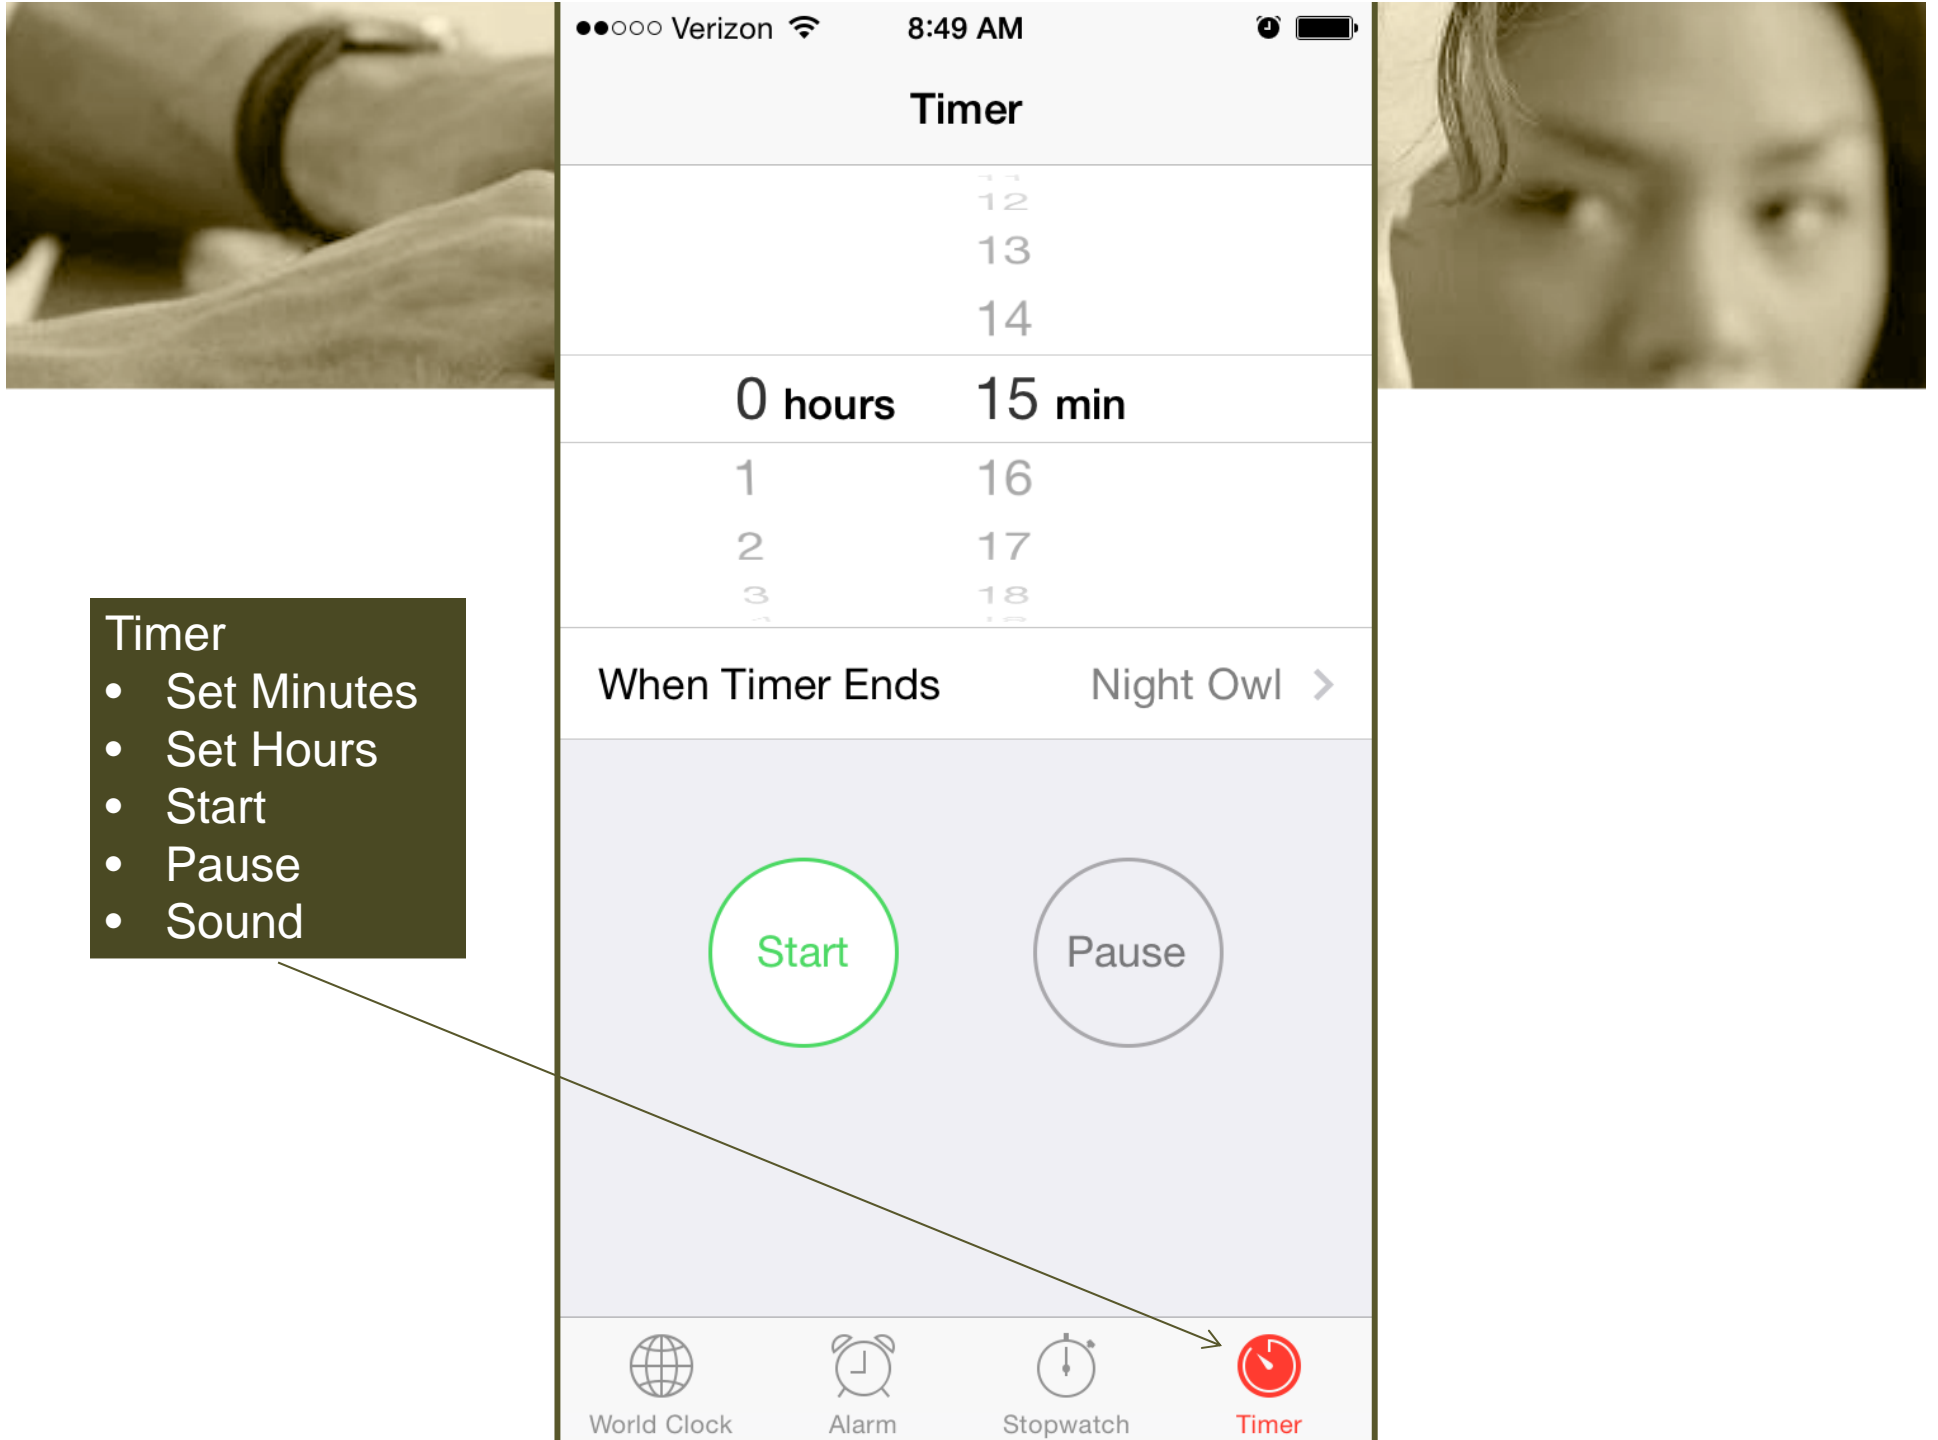 Verizon 8:49 AM
Timer
12
13
14
0 hours 15 min
1 16
2 17
3 18
When Timer Ends Night Owl
Timer
• Set Minutes
• Set Hours
• Start
• Pause
• Sound
Start Pause
World Clock Alarm Stopwatch Timer